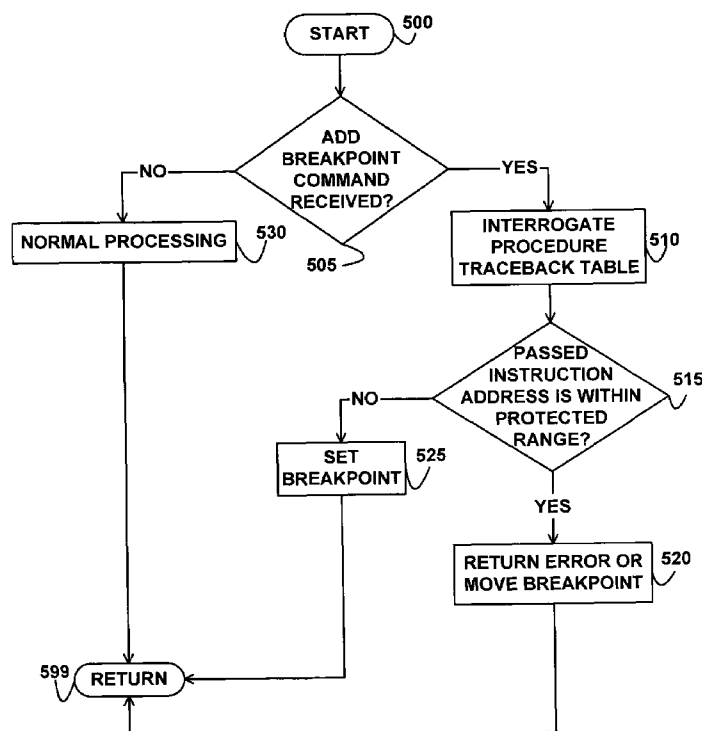 START
500
ADD
BREAKPOINT
COMMAND
RECEIVED?
505
NO
YES
NORMAL PROCESSING
530
INTERROGATE
PROCEDURE
TRACEBACK TABLE
510
PASSED
INSTRUCTION
ADDRESS IS WITHIN
PROTECTED
RANGE?
515
NO
YES
SET
BREAKPOINT
525
RETURN ERROR OR
MOVE BREAKPOINT
520
599
RETURN